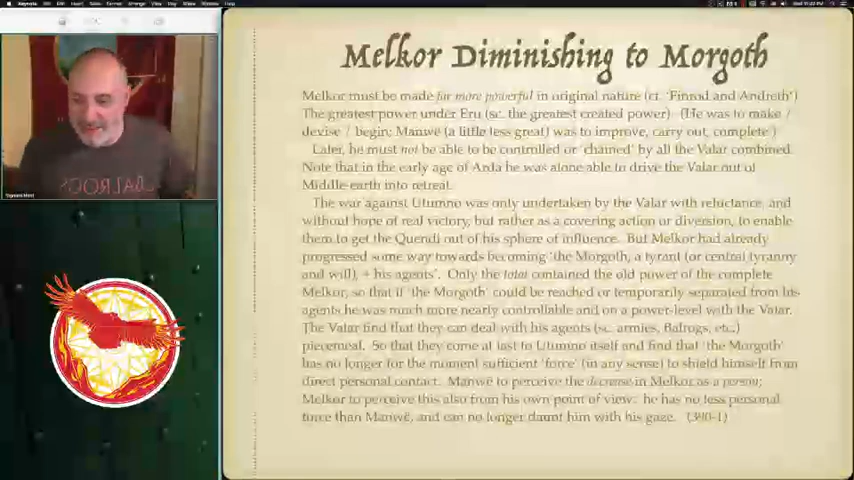 Melkor Diminishing to Morgoth
Melkor must be made far more powerful in original nature (cf. 'Finrod and Andreth')
The greatest power under Eru (sc. the greatest created power). (He was to make /
devise / begin; Manwë (a little less great) was to improve, carry out, complete.)
Later, he must not be able to be controlled or 'chained' by all the Valar combined.
Note that in the early age of Arda he was alone able to drive the Valar out of
Middle-earth into retreat.
The war against Utumno was only undertaken by the Valar with reluctance, and
without hope of real victory, but rather as a covering action or diversion, to enable
them to get the Quendi out of his sphere of influence. But Melkor had already
progressed some way towards becoming 'the Morgoth, a tyrant (or central tyranny
and will), + his agents'. Only the total contained the old power of the complete
Melkor; so that if 'the Morgoth' could be reached or temporarily separated from his
agents he was much more nearly controllable and on a power-level with the Valar.
The Valar find that they can deal with his agents (sc. armies, Balrogs, etc.)
piecemeal. So that they come at last to Utumno itself and find that 'the Morgoth'
has no longer for the moment sufficient 'force' (in any sense) to shield himself from
direct personal contact. Manwë to perceive the decrease in Melkor as a person;
Melkor to perceive this also from his own point of view: he has no less personal
force than Manwë, and can no longer daunt him with his gaze. (390-1)
BALROGS